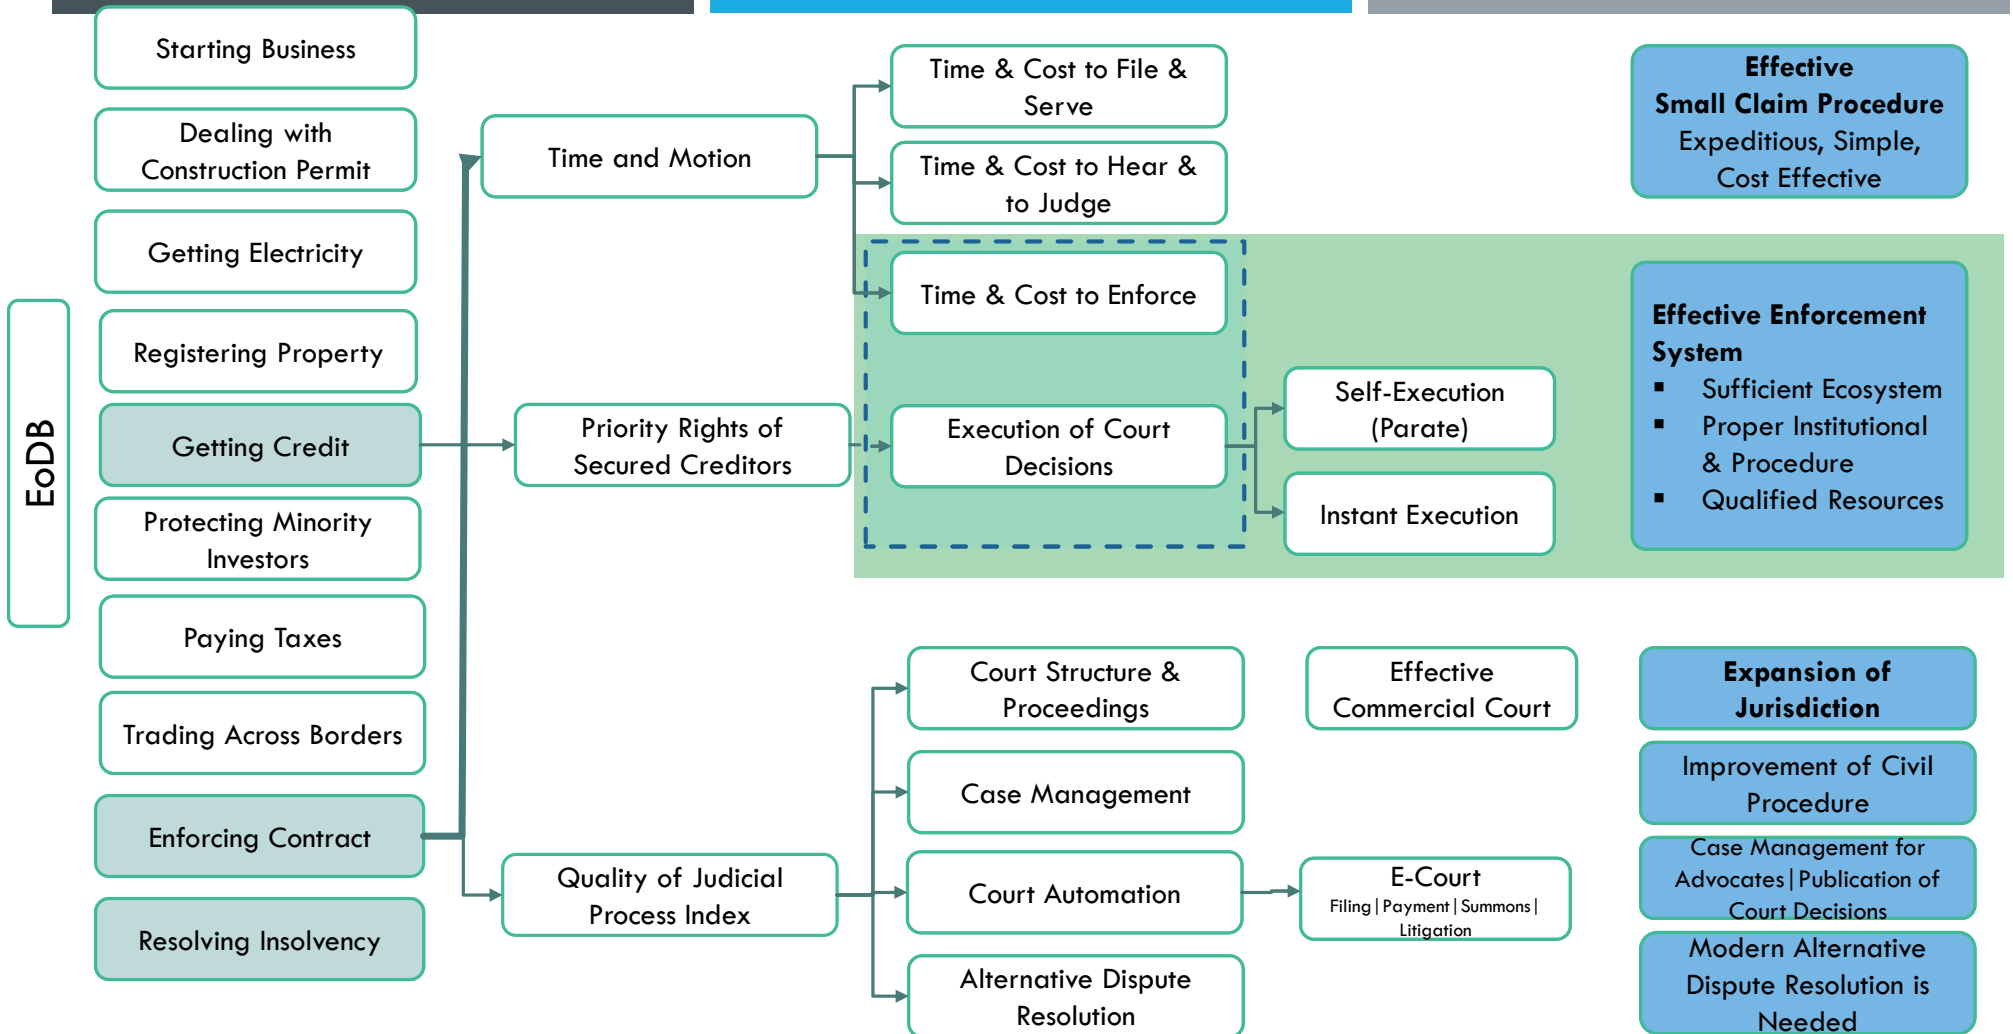 EoDB
Starting Business
Dealing with
Construction Permit
Getting Electricity
Registering Property
Getting Credit
Protecting Minority
Investors
Paying Taxes
Trading Across Borders
Enforcing Contract
Resolving Insolvency
Time and Motion
Priority Rights of
Secured Creditors
Quality of Judicial
Process Index
Time & Cost to File &
Serve
Time & Cost to Hear &
to Judge
Time & Cost to Enforce
Execution of Court
Decisions
Self-Execution
(Parate)
Instant Execution
Court Structure &
Proceedings
Case Management
Court Automation
Alternative Dispute
Resolution
Effective
Commercial Court
E-Court
Filing|Payment|Summons|
Litigation
Effective
Small Claim Procedure
Expeditious, Simple,
Cost Effective
Effective Enforcement
System
▪ Sufficient Ecosystem
▪ Proper Institutional
& Procedure
▪ Qualified Resources
Expansion of
Jurisdiction
Improvement of Civil
Procedure
Case Management for
Advocates|Publication of
Court Decisions
Modern Alternative
Dispute Resolution is
Needed